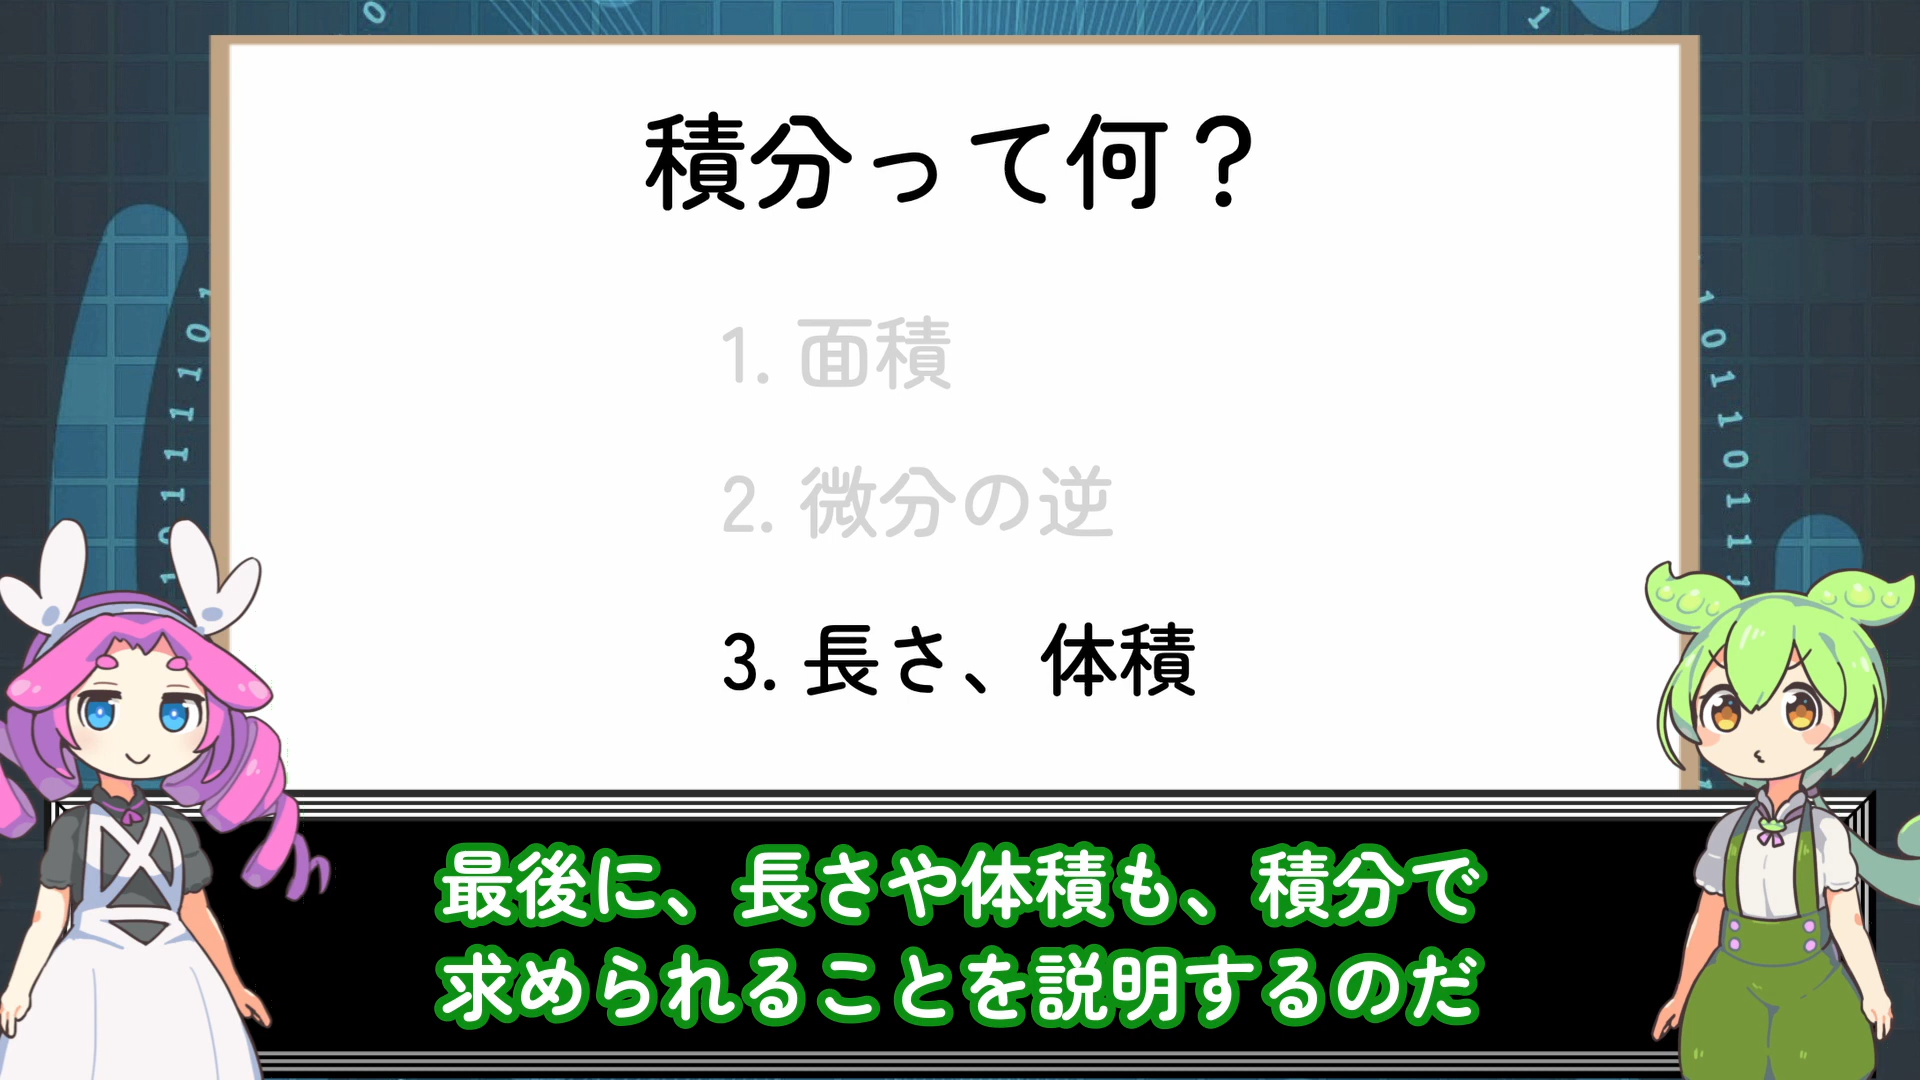 積分って何？
1. 面積
2. 微分の逆
3. 長さ、体積
最後に、長さや体積も、積分で
求められることを説明するのだ